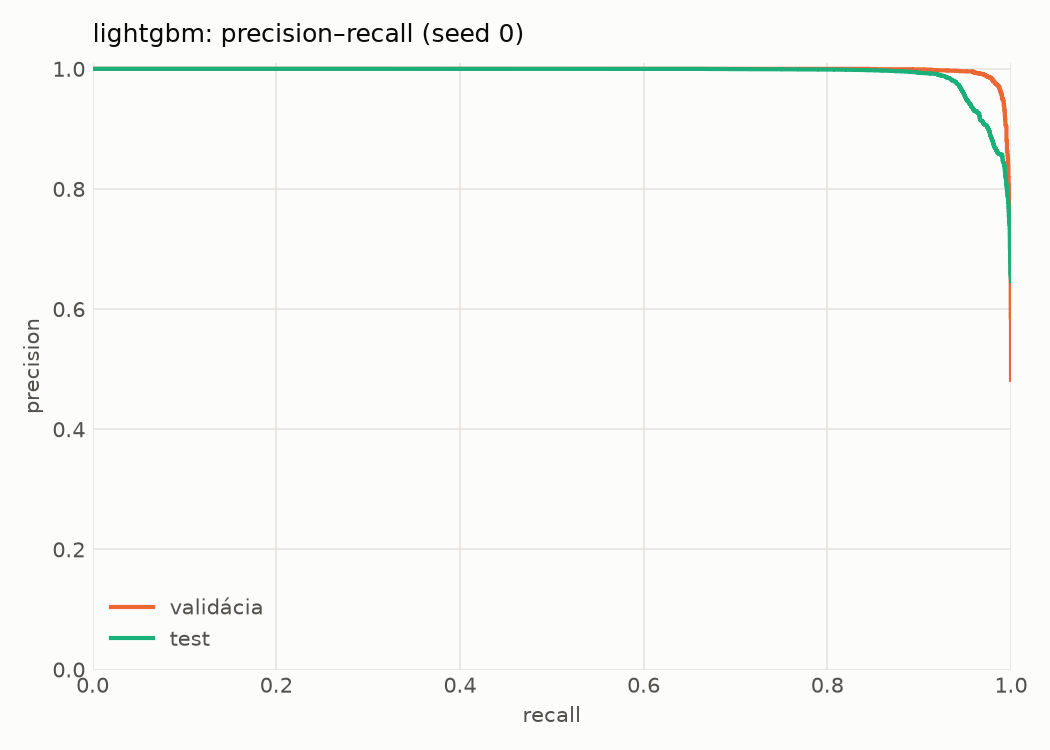 lightgbm: precision–recall (seed 0)
precision
1.0
0.8
0.6
0.4
0.2
0.0
validácia
test
0.0 0.2 0.4 0.6 0.8 1.0
recall